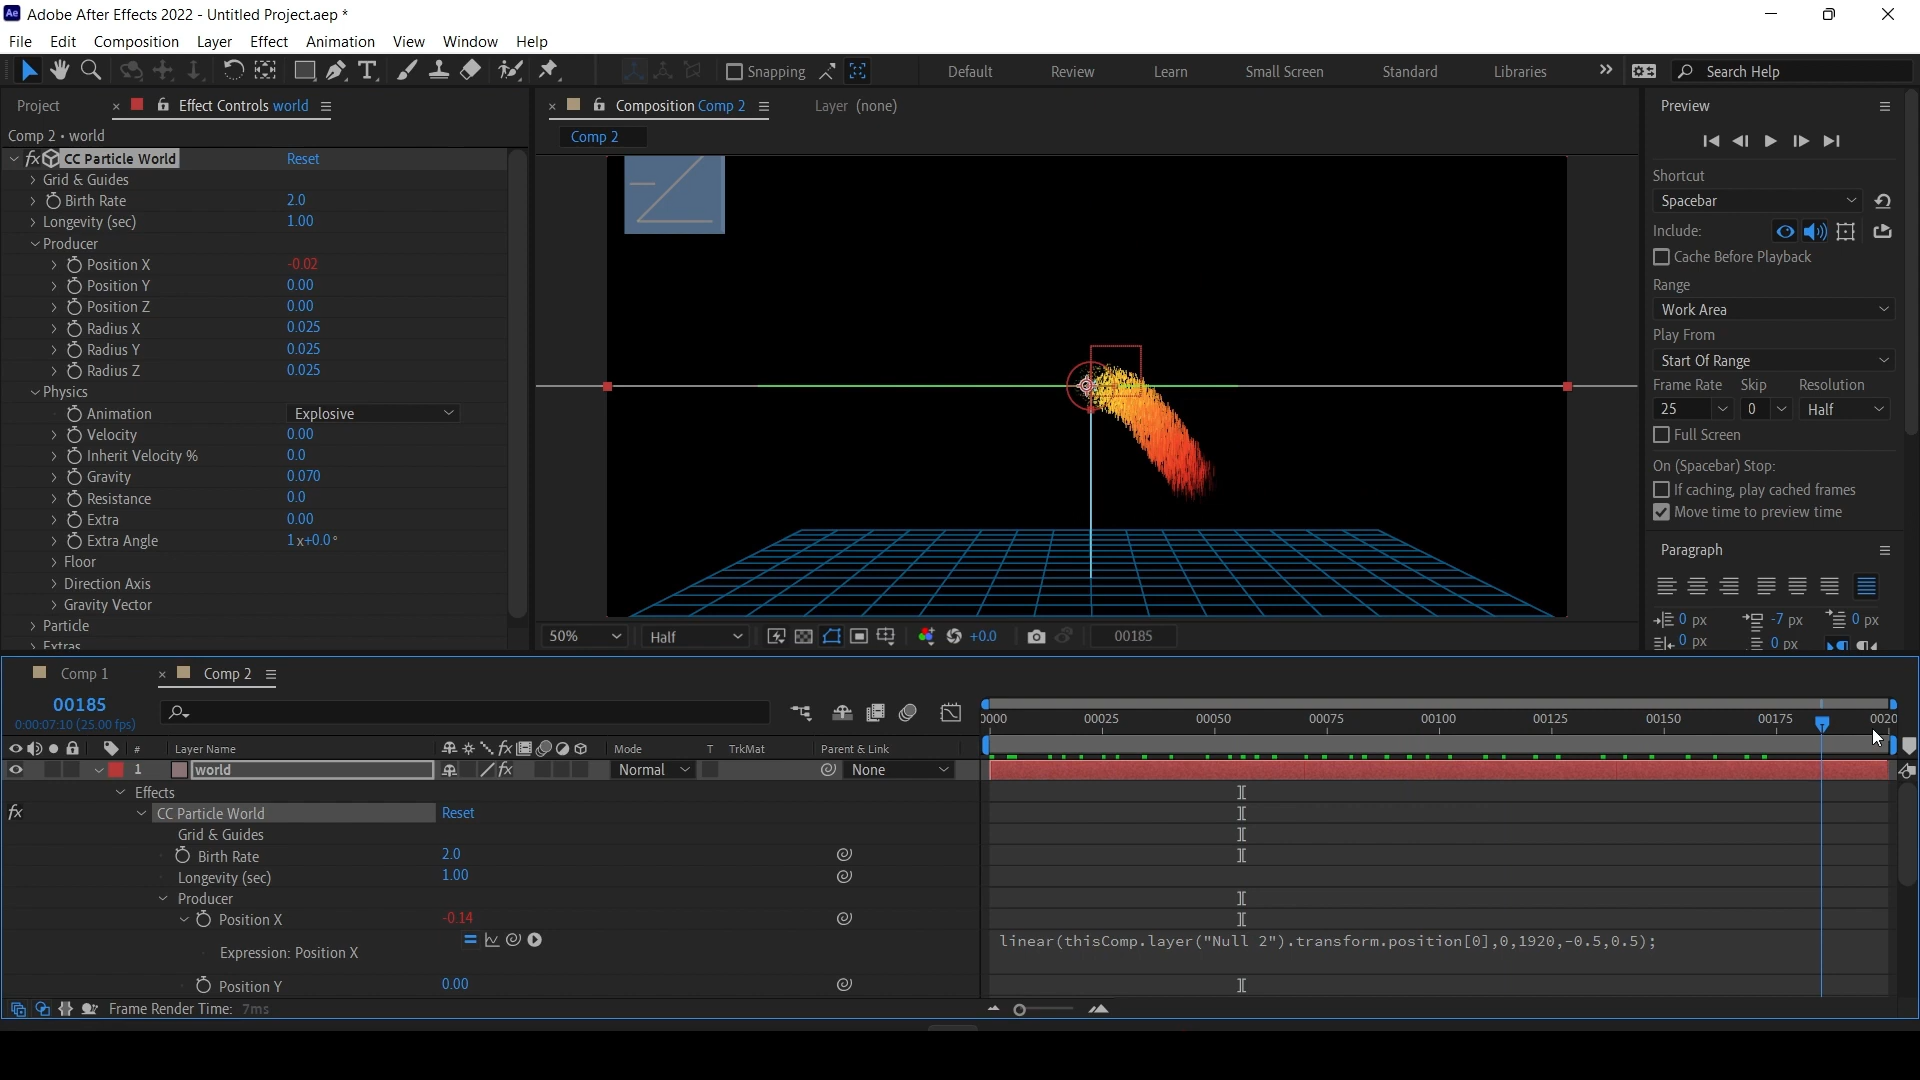 Ae Adobe After Effects 2022 - Untitled Project.aep *
File Edit Composition Layer Effect Animation View Window Help
Snapping Default Review Learn Small Screen Standard Libraries Search Help
Project Effect Controls world
Comp 2 • world
fx CC Particle World Reset
Grid & Guides
Birth Rate 2.0
Longevity (sec) 1.00
Producer
Position X -0.02
Position Y 0.00
Position Z 0.00
Radius X 0.025
Radius Y 0.025
Radius Z 0.025
Physics
Animation Explosive
Velocity 0.00
Inherit Velocity % 0.0
Gravity 0.070
Resistance 0.0
Extra 0.00
Extra Angle 1x+0.0°
Floor
Direction Axis
Gravity Vector
Particle
Extras
Composition Comp 2 Layer (none)
Comp 2
50% Half +0.0 00185
Preview
Shortcut
Spacebar
Include:
Cache Before Playback
Range
Work Area
Play From
Start Of Range
Frame Rate Skip Resolution
25 0 Half
Full Screen
On (Spacebar) Stop:
If caching, play cached frames
Move time to preview time
Paragraph
0 px -7 px 0 px
0 px 0 px
Comp 1 Comp 2
00185
0:00:07:10 (25.00 fps)
0000 00025 00050 00075 00100 00125 00150 00175 0020
# Layer Name fx Mode T TrkMat Parent & Link
1 world fx Normal None
Effects
fx CC Particle World Reset
Grid & Guides
Birth Rate 2.0
Longevity (sec) 1.00
Producer
Position X -0.14
Expression: Position X linear(thisComp.layer("Null 2").transform.position[0],0,1920,-0.5,0.5);
Position Y 0.00
Frame Render Time: 7ms